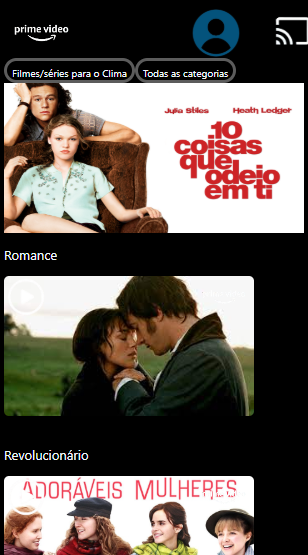 prime video
Filmes/séries para o Clima
Todas as categorias
Julia Stiles Heath Ledger
10
coisas
que
odeio
em ti
Romance
Revolucionário
ADORÁVEIS MULHERES